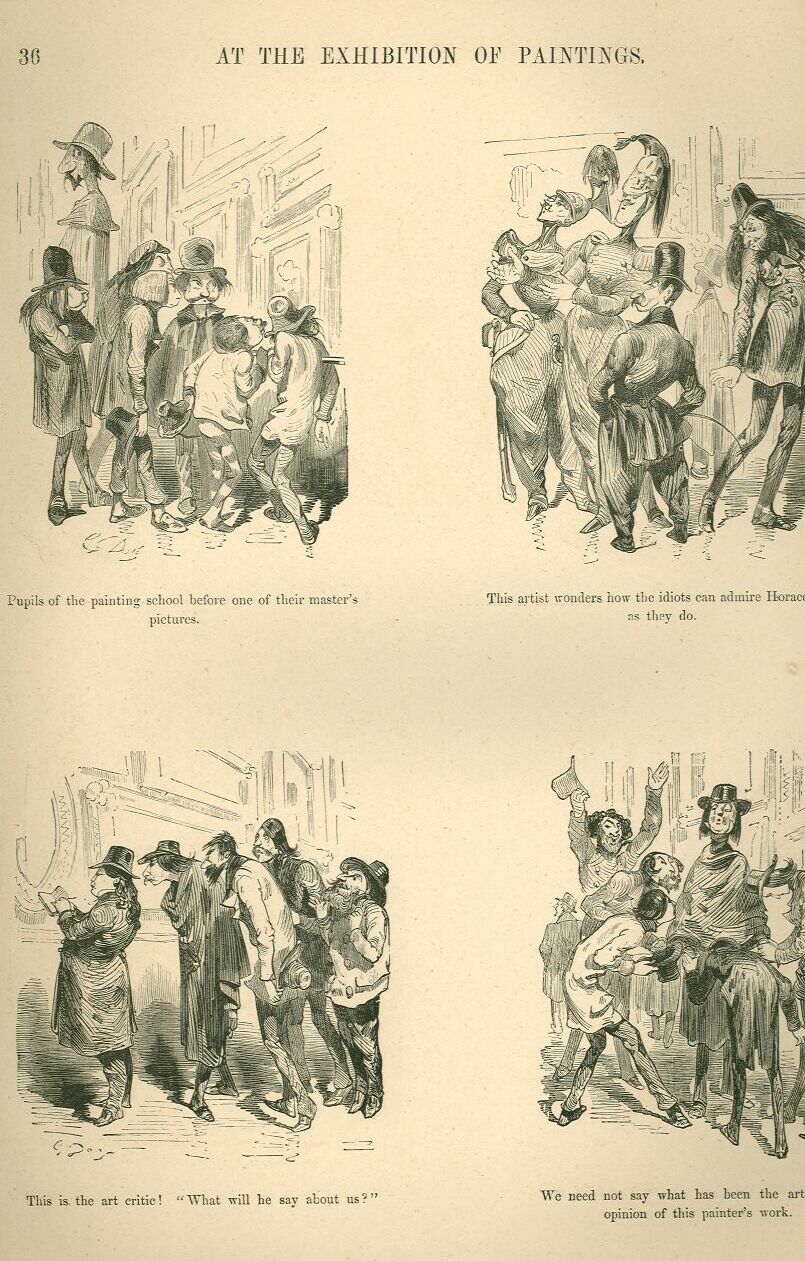 36
AT THE EXHIBITION OF PAINTINGS.
G. Doré
Pupils of the painting school before one of their master's
pictures.
This artist wonders how the idiots can admire Horac
as they do.
G. Doré
This is the art critic! "What will he say about us?"
We need not say what has been the art
opinion of this painter's work.